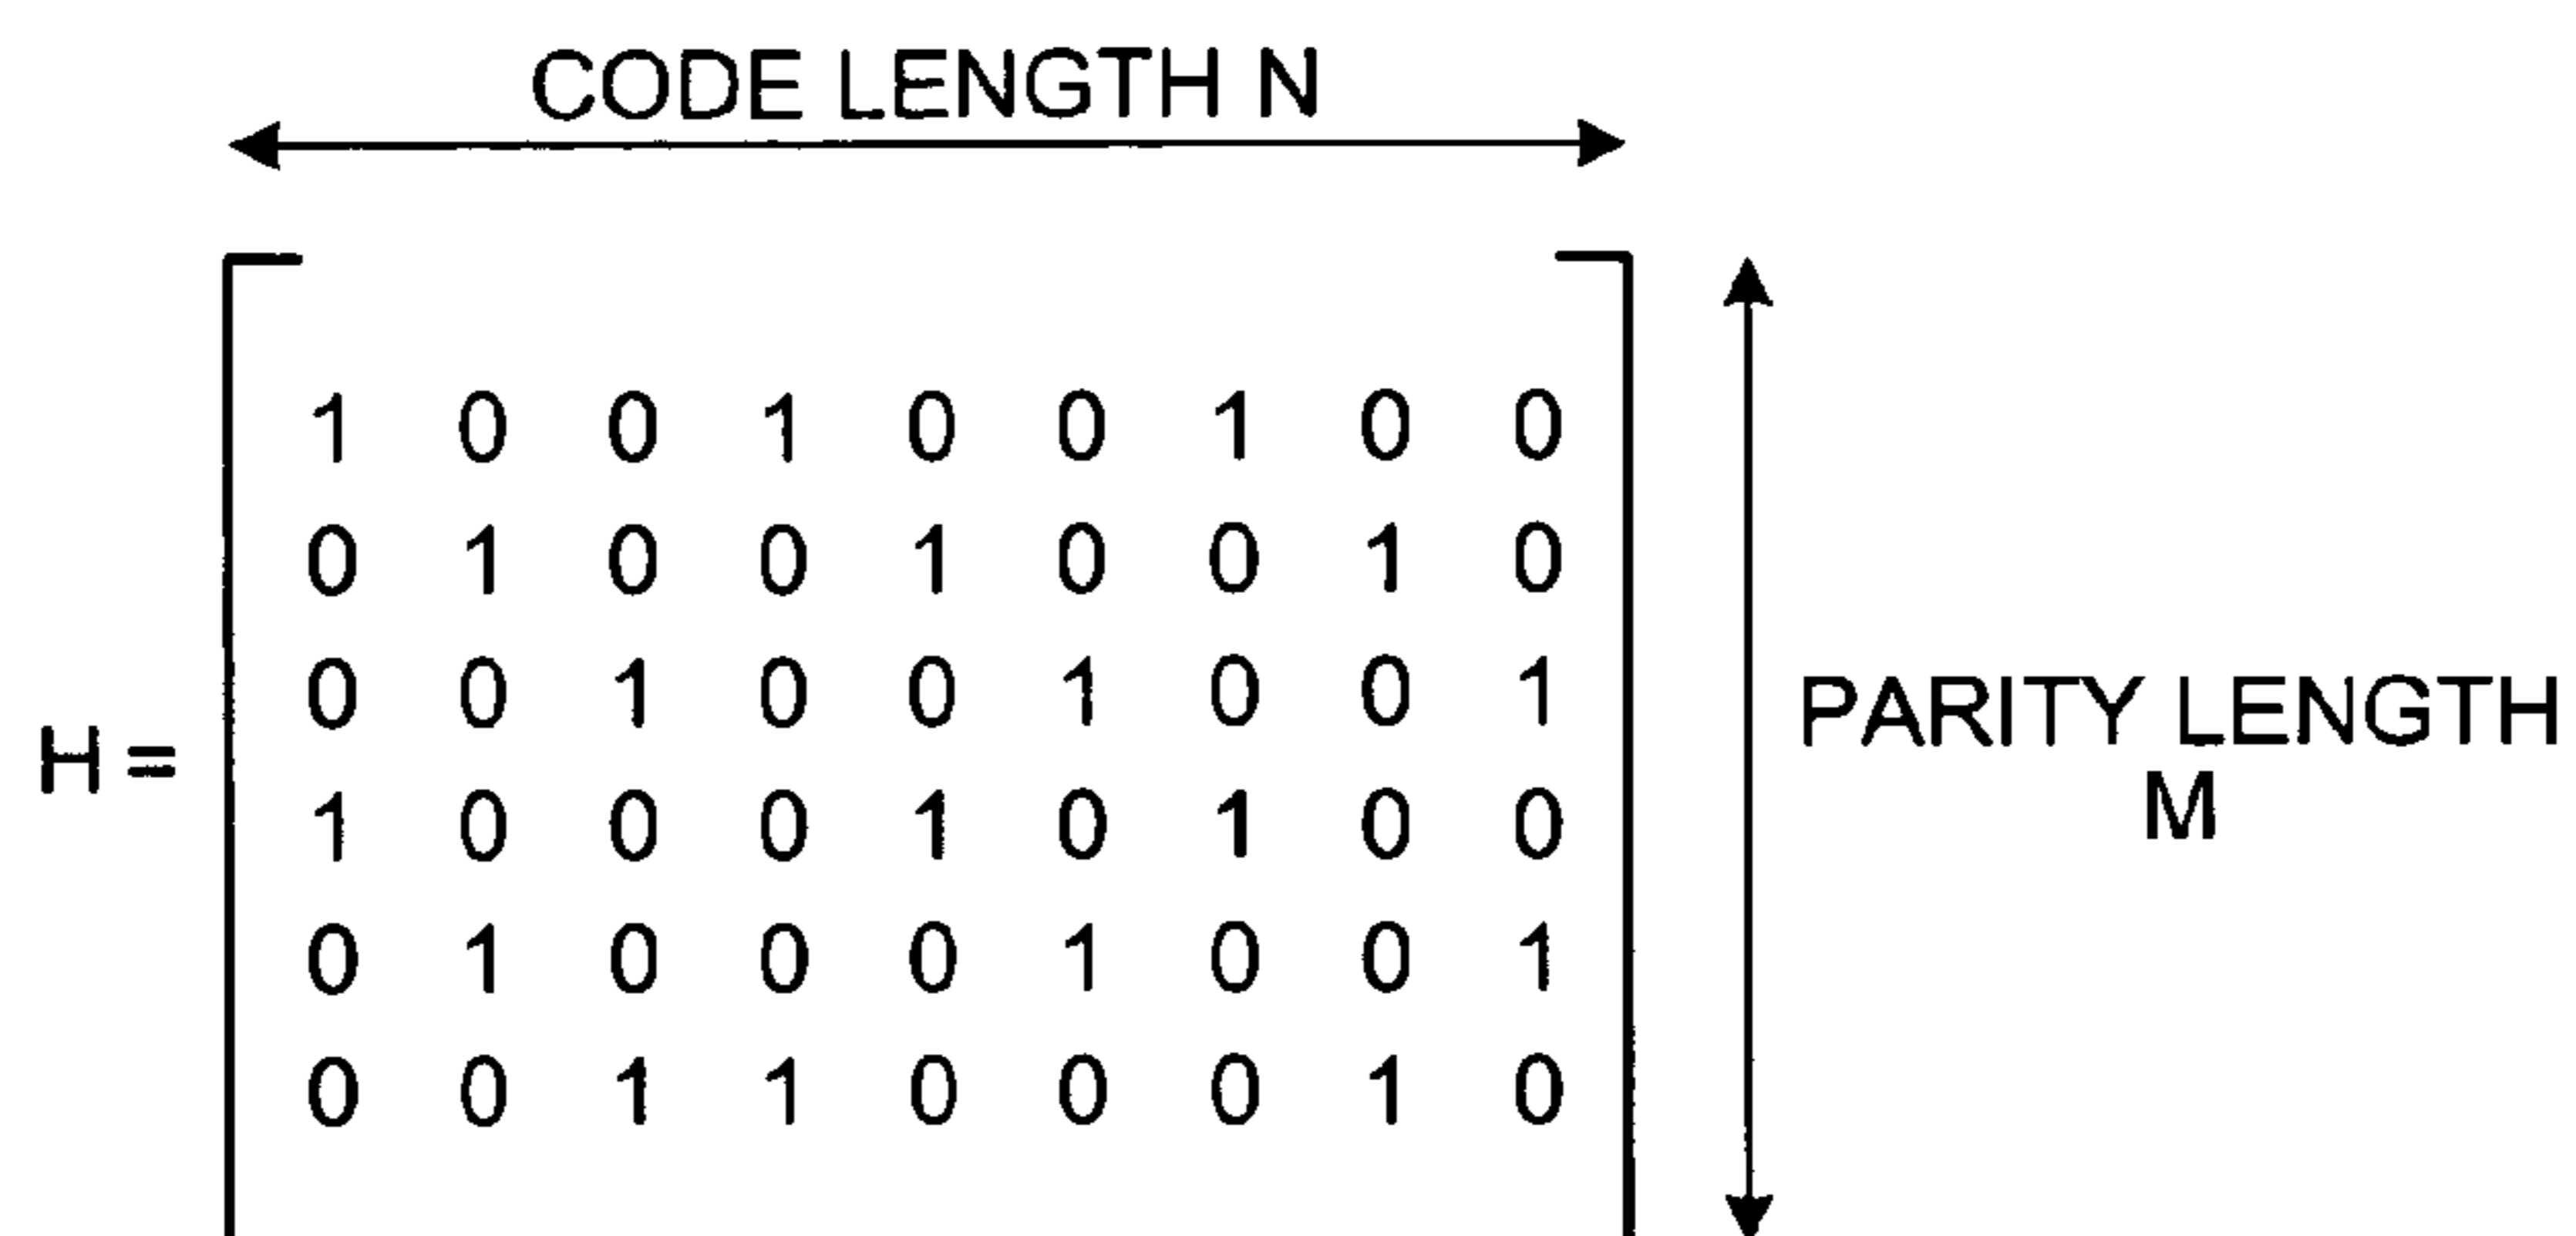 CODE LENGTH N
1 0 0 1 0 0 1 0 0
0 1 0 0 1 0 0 1 0
0 0 1 0 0 1 0 0 1
H =
1 0 0 0 1 0 1 0 0
0 1 0 0 0 1 0 0 1
0 0 1 1 0 0 0 1 0
PARITY LENGTH
M